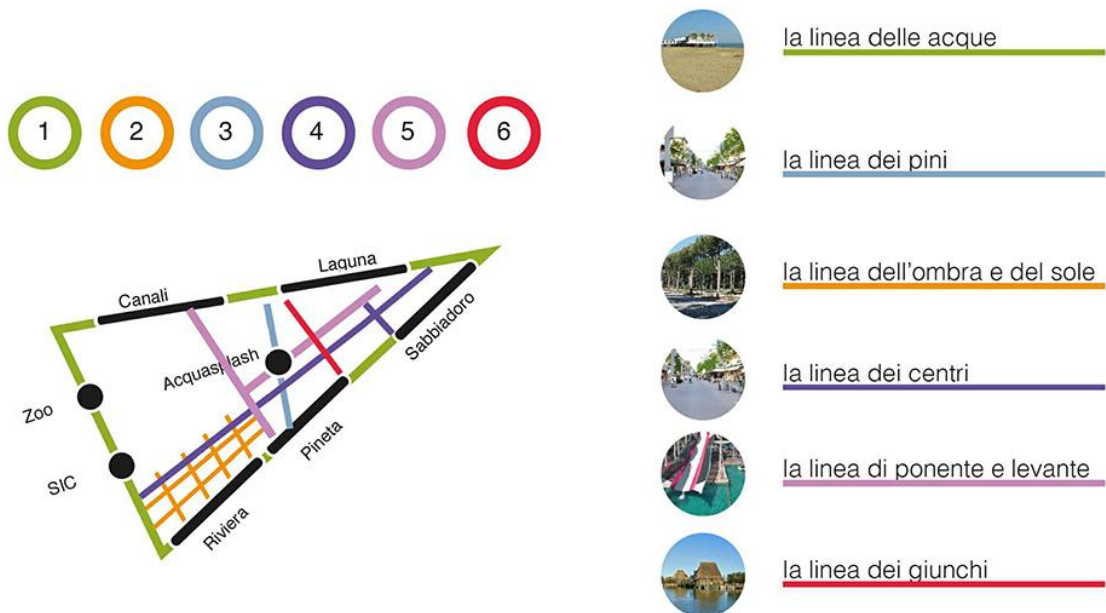 1
2
3
4
5
6
Canali
Laguna
Sabbiadoro
Acquasplash
Zoo
SIC
Pineta
Riviera
la linea delle acque
la linea dei pini
la linea dell'ombra e del sole
la linea dei centri
la linea di ponente e levante
la linea dei giunchi